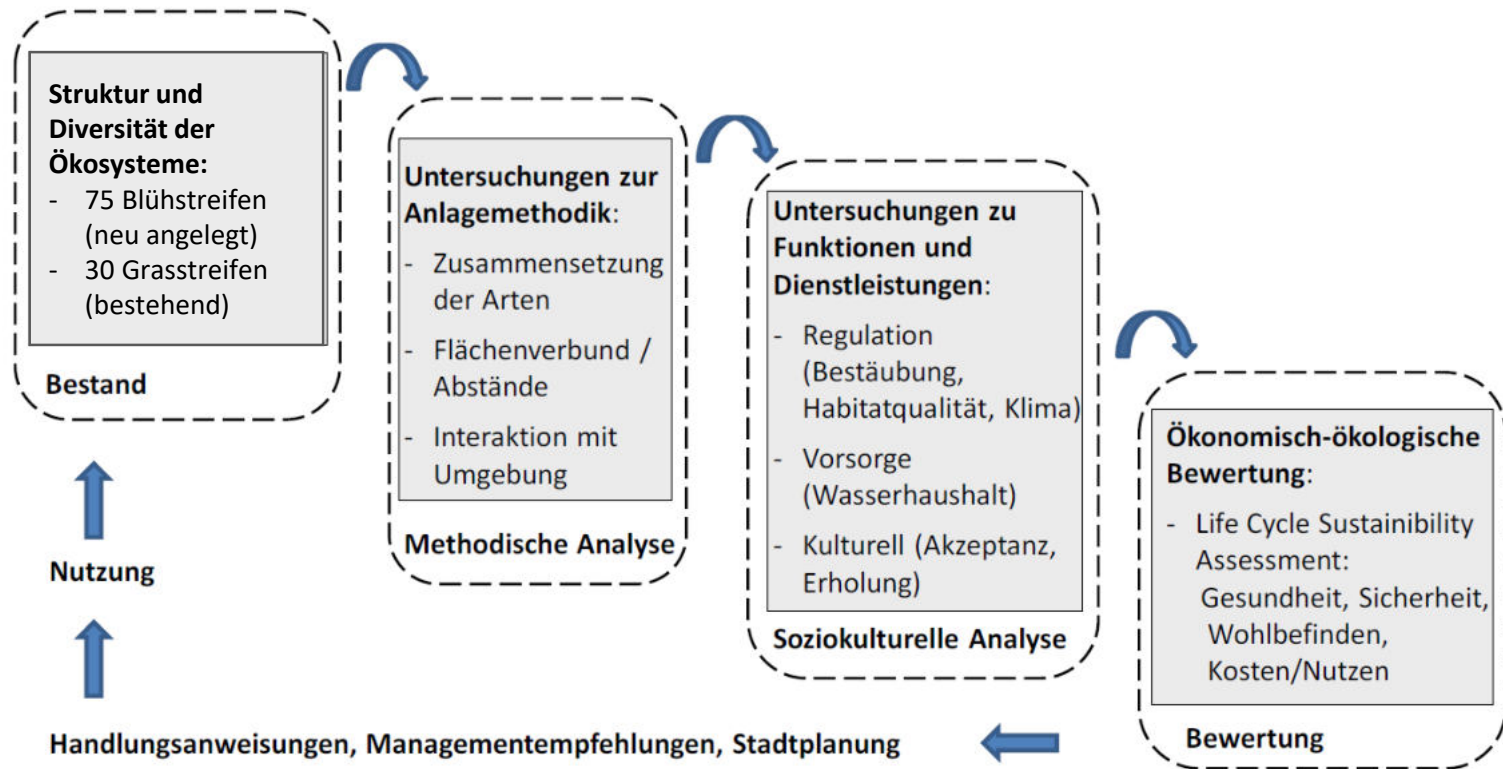 Struktur und
Diversität der
Ökosysteme:
- 75 Blühstreifen
(neu angelegt)
- 30 Grasstreifen
(bestehend)
Bestand
Untersuchungen zur
Anlagemethodik:
- Zusammensetzung
der Arten
- Flächenverbund /
Abstände
- Interaktion mit
Umgebung
Methodische Analyse
Untersuchungen zu
Funktionen und
Dienstleistungen:
- Regulation
(Bestäubung,
Habitatqualität, Klima)
- Vorsorge
(Wasserhaushalt)
- Kulturell (Akzeptanz,
Erholung)
Soziokulturelle Analyse
Ökonomisch-ökologische
Bewertung:
- Life Cycle Sustainibility
Assessment:
Gesundheit, Sicherheit,
Wohlbefinden,
Kosten/Nutzen
Bewertung
Handlungsanweisungen, Managementempfehlungen, Stadtplanung
Nutzung